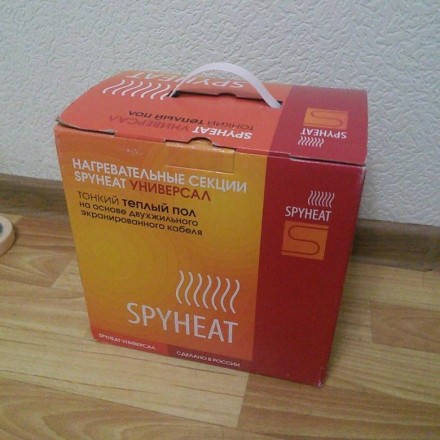 SPYHEAT
ТОНКИЙ ТЕПЛЫЙ ПОЛ
SPYHEAT УНИВЕРСАЛ
SPYHEAT
НАГРЕВАТЕЛЬНЫЕ СЕКЦИИ
SPYHEAT УНИВЕРСАЛ
ТОНКИЙ ТЕПЛЫЙ ПОЛ
на основе двухжильного
экранированного кабеля
SPYHEAT
SPYHEAT
SPYHEAT УНИВЕРСАЛ
СДЕЛАНО В РОССИИ